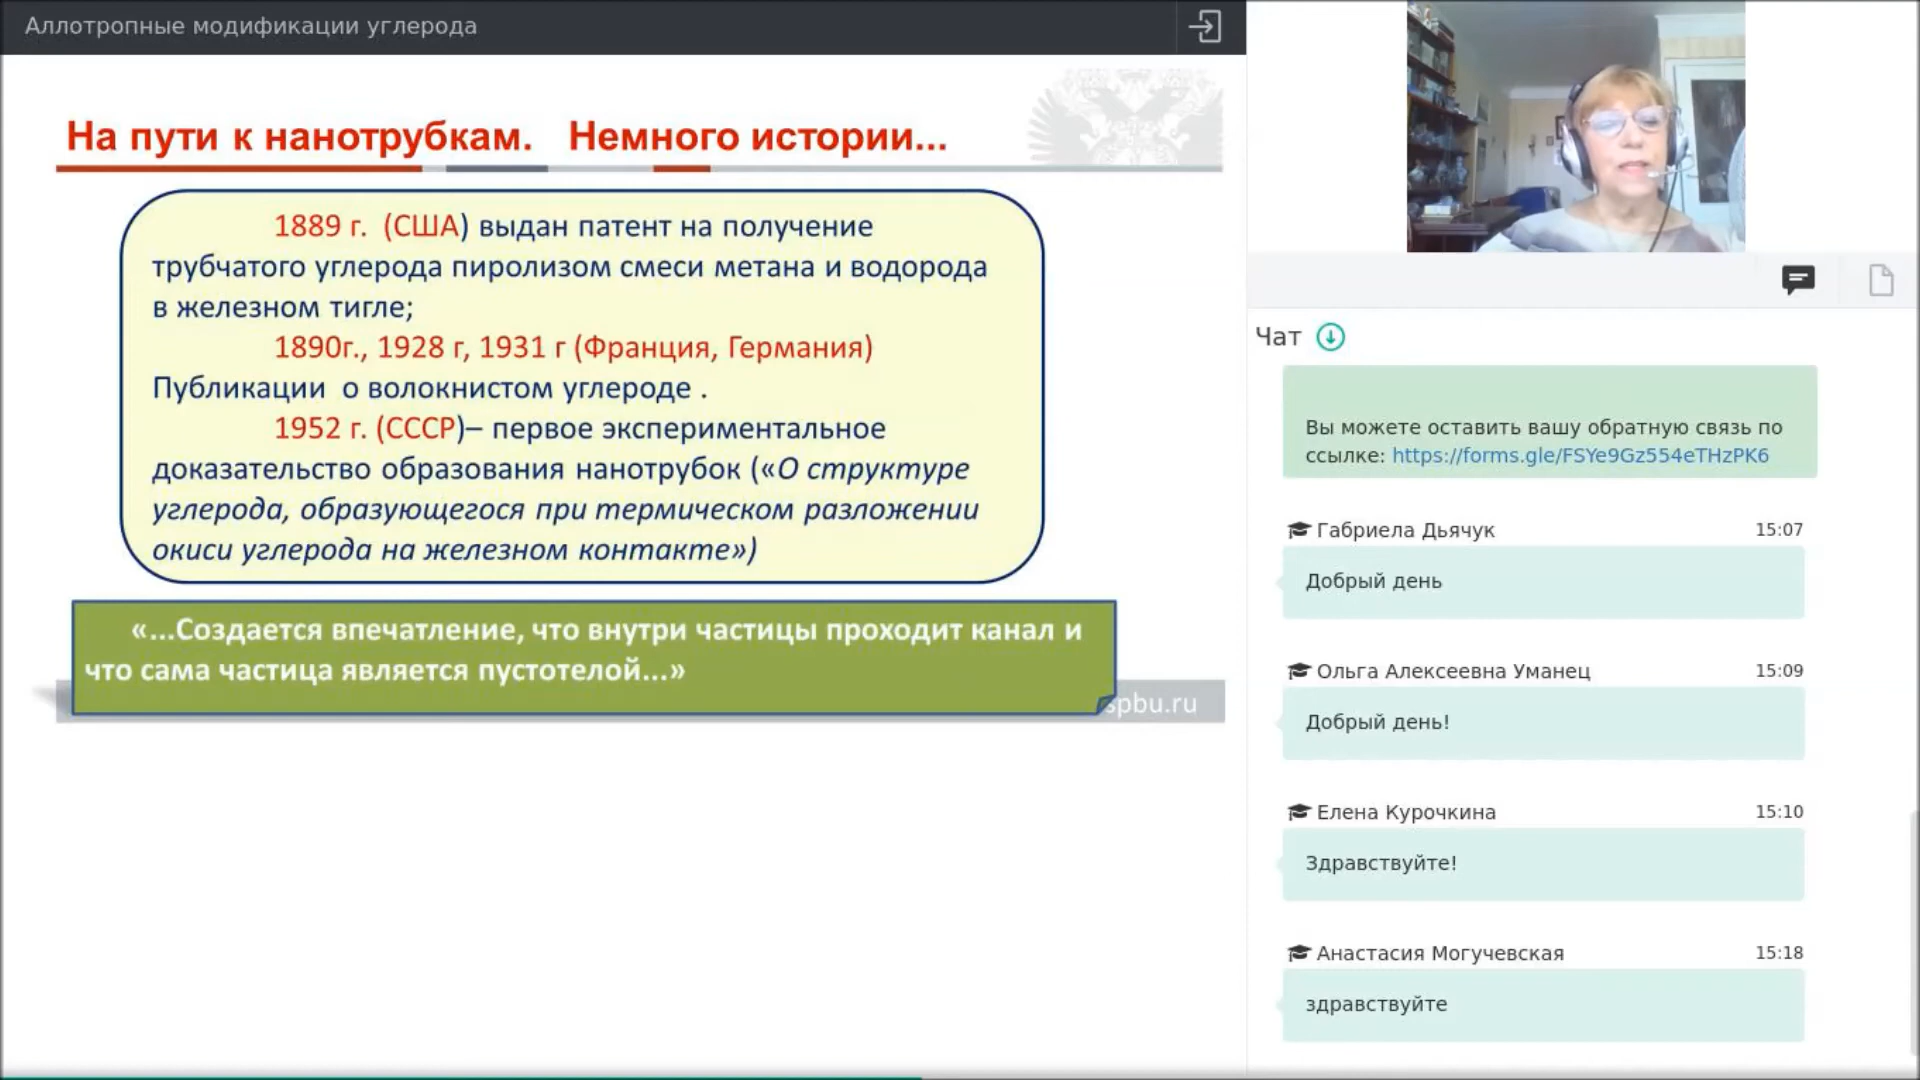 Аллотропные модификации углерода
На пути к нанотрубкам. Немного истории...
1889 г. (США) выдан патент на получение
трубчатого углерода пиролизом смеси метана и водорода
в железном тигле;
1890г., 1928 г, 1931 г (Франция, Германия)
Публикации о волокнистом углероде .
1952 г. (СССР)– первое экспериментальное
доказательство образования нанотрубок («О структуре
углерода, образующегося при термическом разложении
окиси углерода на железном контакте»)
«...Создается впечатление, что внутри частицы проходит канал и
что сама частица является пустотелой...»
spbu.ru
Чат
Вы можете оставить вашу обратную связь по
ссылке: https://forms.gle/FSYe9Gz554eTHzPK6
Габриела Дьячук 15:07
Добрый день
Ольга Алексеевна Уманец 15:09
Добрый день!
Елена Курочкина 15:10
Здравствуйте!
Анастасия Могучевская 15:18
здравствуйте